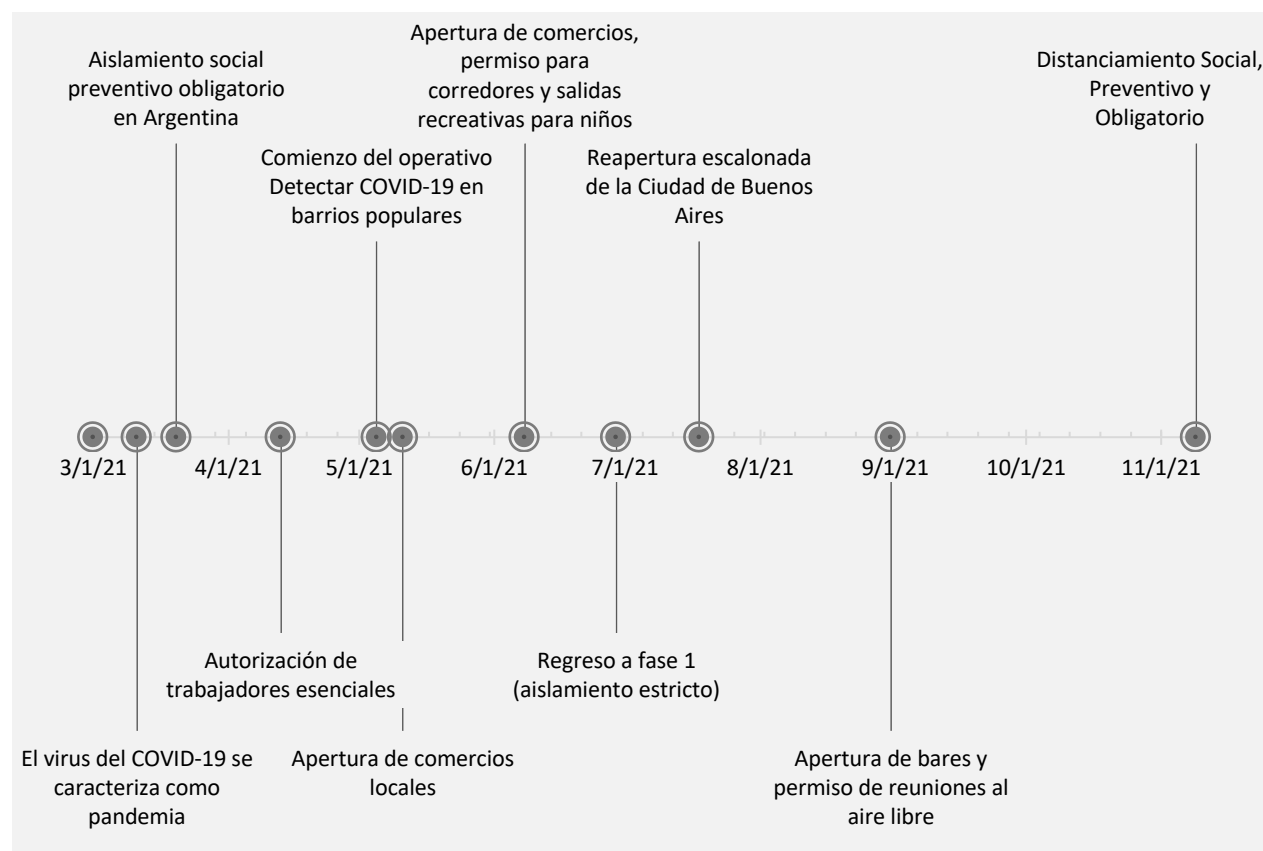 Aislamiento social
preventivo obligatorio
en Argentina
Comienzo del operativo
Detectar COVID-19 en
barrios populares
Apertura de comercios,
permiso para
corredores y salidas
recreativas para niños
Reapertura escalonada
de la Ciudad de Buenos
Aires
Distanciamiento Social,
Preventivo y
Obligatorio
3/1/21 4/1/21 5/1/21 6/1/21 7/1/21 8/1/21 9/1/21 10/1/21 11/1/21
El virus del COVID-19 se
caracteriza como
pandemia
Autorización de
trabajadores esenciales
Apertura de comercios
locales
Regreso a fase 1
(aislamiento estricto)
Apertura de bares y
permiso de reuniones al
aire libre